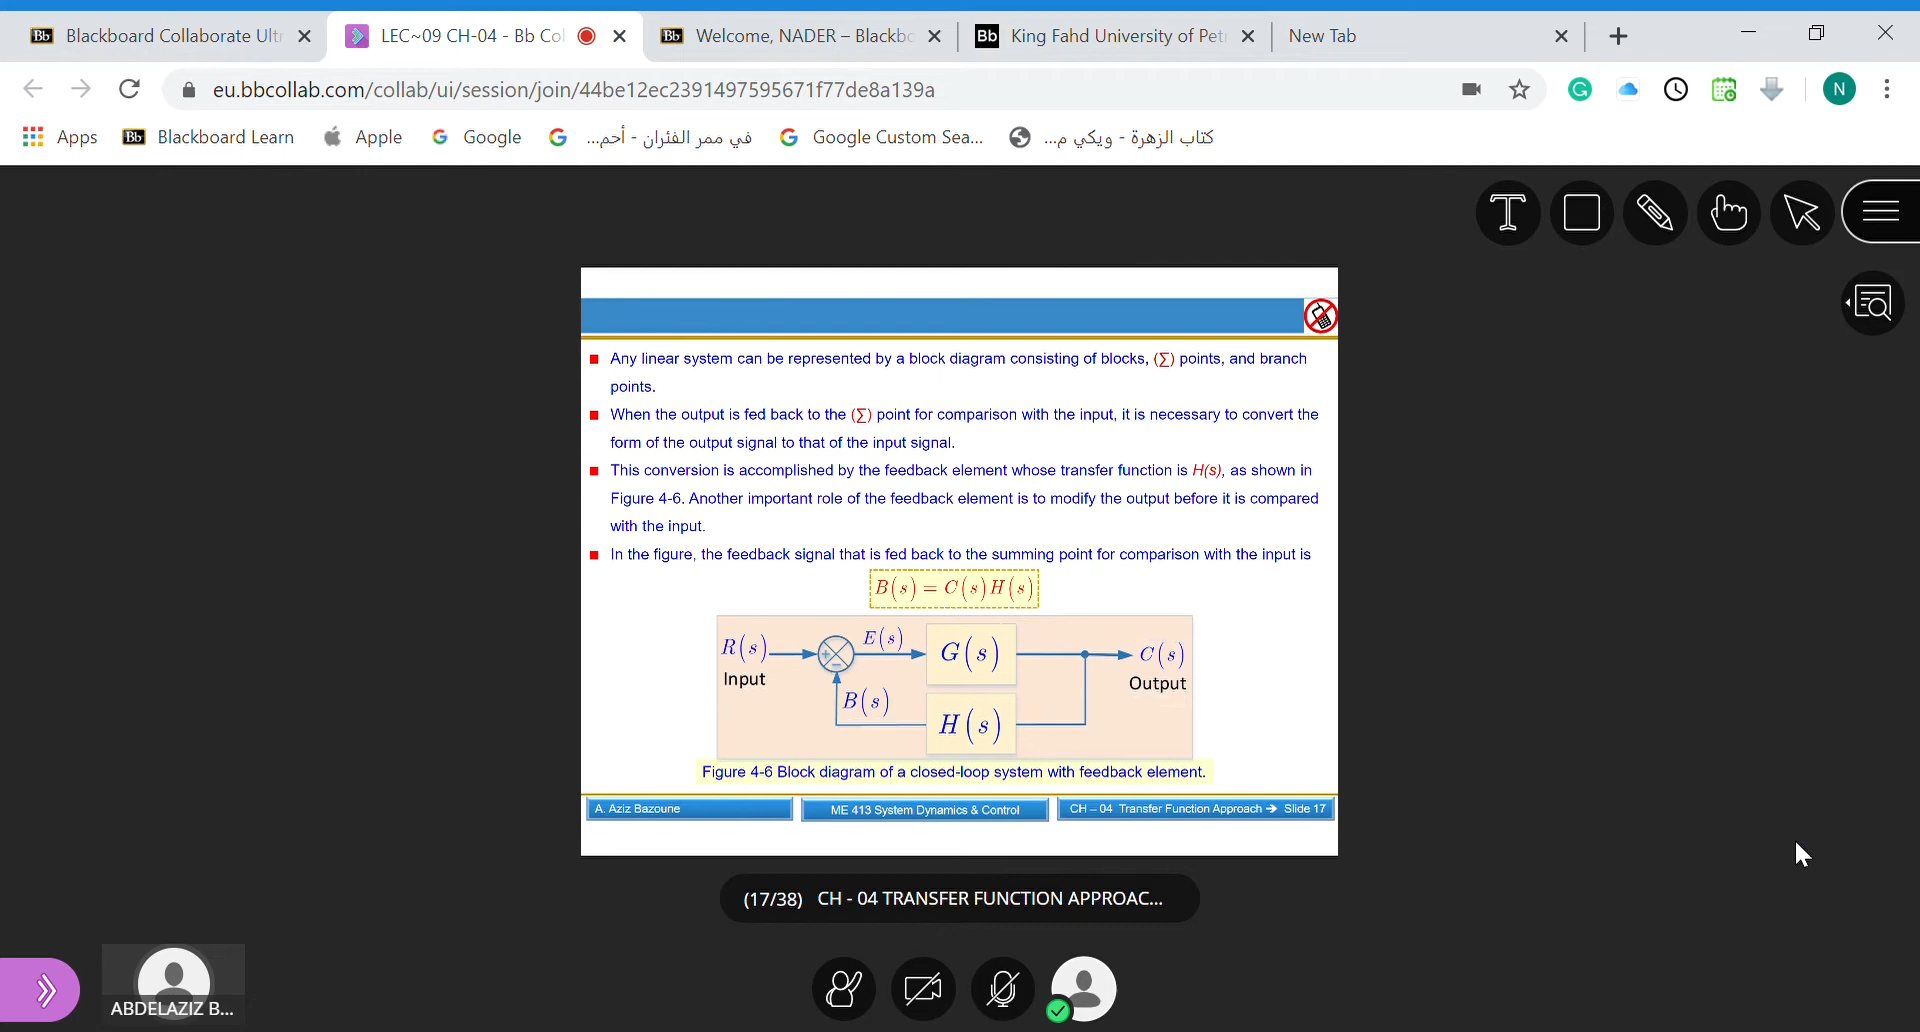 Blackboard Collaborate Ult
LEC~09 CH-04 - Bb Co
Welcome, NADER – Blackb
King Fahd University of Pet
New Tab
eu.bbcollab.com/collab/ui/session/join/44be12ec2391497595671f77de8a139a
N
Apps
Bb Blackboard Learn
Apple
Google
في ممر الفئران - أحم...
Google Custom Sea...
كتاب الزهرة - ويكي م...
Any linear system can be represented by a block diagram consisting of blocks, (∑) points, and branch
points.
When the output is fed back to the (∑) point for comparison with the input, it is necessary to convert the
form of the output signal to that of the input signal.
This conversion is accomplished by the feedback element whose transfer function is H(s), as shown in
Figure 4-6. Another important role of the feedback element is to modify the output before it is compared
with the input.
In the figure, the feedback signal that is fed back to the summing point for comparison with the input is
B(s) = C(s)H(s)
R(s)
E(s)
G(s)
C(s)
Input
Output
B(s)
H(s)
Figure 4-6 Block diagram of a closed-loop system with feedback element.
A. Aziz Bazoune
ME 413 System Dynamics & Control
CH – 04 Transfer Function Approach ➔ Slide 17
(17/38) CH - 04 TRANSFER FUNCTION APPROAC...
ABDELAZIZ B...